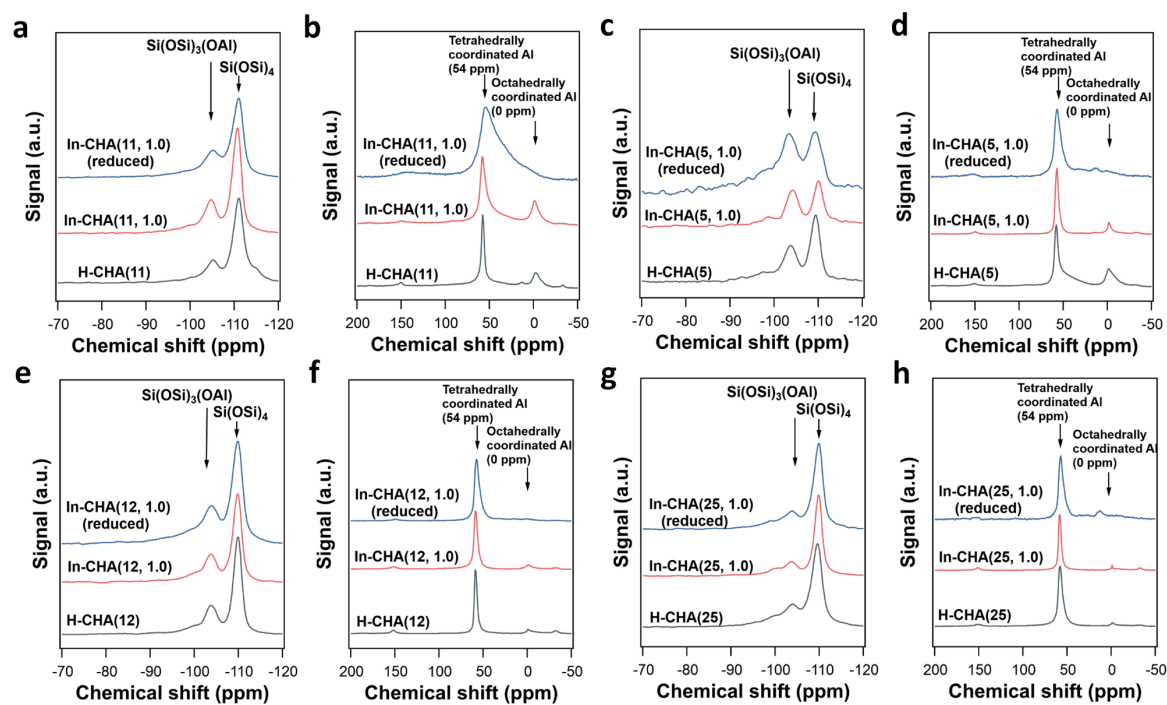 a
Si(OSi)3(OAl)
Si(OSi)4
In-CHA(11, 1.0)
(reduced)
In-CHA(11, 1.0)
H-CHA(11)
Signal (a.u.)
-70 -80 -90 -100 -110 -120
Chemical shift (ppm)
b
Tetrahedrally
coordinated Al
(54 ppm)
Octahedrally
coordinated Al
(0 ppm)
In-CHA(11, 1.0)
(reduced)
In-CHA(11, 1.0)
H-CHA(11)
Signal (a.u.)
200 150 100 50 0 -50
Chemical shift (ppm)
c
Si(OSi)3(OAl)
Si(OSi)4
In-CHA(5, 1.0)
(reduced)
In-CHA(5, 1.0)
H-CHA(5)
Signal (a.u.)
-70 -80 -90 -100 -110 -120
Chemical shift (ppm)
d
Tetrahedrally
coordinated Al
(54 ppm)
Octahedrally
coordinated Al
(0 ppm)
In-CHA(5, 1.0)
(reduced)
In-CHA(5, 1.0)
H-CHA(5)
Signal (a.u.)
200 150 100 50 0 -50
Chemical shift (ppm)
e
Si(OSi)3(OAl)
Si(OSi)4
In-CHA(12, 1.0)
(reduced)
In-CHA(12, 1.0)
H-CHA(12)
Signal (a.u.)
-70 -80 -90 -100 -110 -120
Chemical shift (ppm)
f
Tetrahedrally
coordinated Al
(54 ppm)
Octahedrally
coordinated Al
(0 ppm)
In-CHA(12, 1.0)
(reduced)
In-CHA(12, 1.0)
H-CHA(12)
Signal (a.u.)
200 150 100 50 0 -50
Chemical shift (ppm)
g
Si(OSi)3(OAl)
Si(OSi)4
In-CHA(25, 1.0)
(reduced)
In-CHA(25, 1.0)
H-CHA(25)
Signal (a.u.)
-70 -80 -90 -100 -110 -120
Chemical shift (ppm)
h
Tetrahedrally
coordinated Al
(54 ppm)
Octahedrally
coordinated Al
(0 ppm)
In-CHA(25, 1.0)
(reduced)
In-CHA(25, 1.0)
H-CHA(25)
Signal (a.u.)
200 150 100 50 0 -50
Chemical shift (ppm)